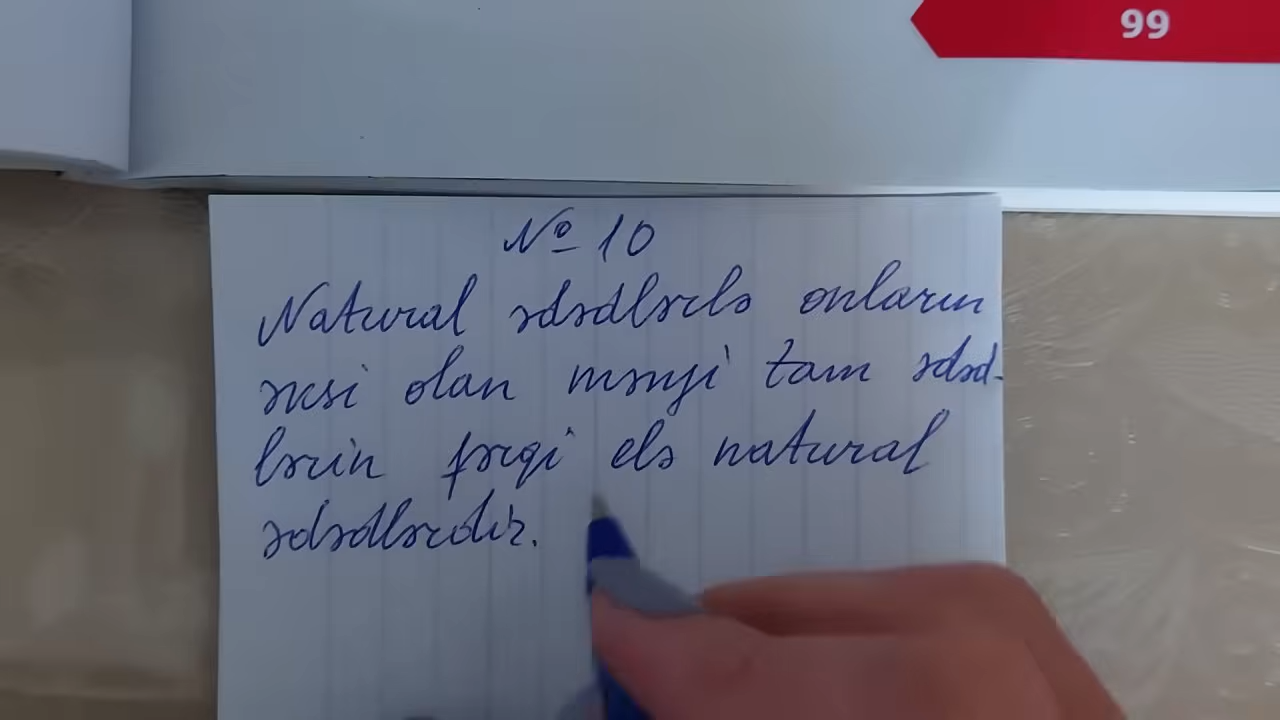 99
№ 10
Natural ədədlərlə onların
əksi olan mənfi tam ədəd-
lərin fərqi elə natural
ədədlərdir.